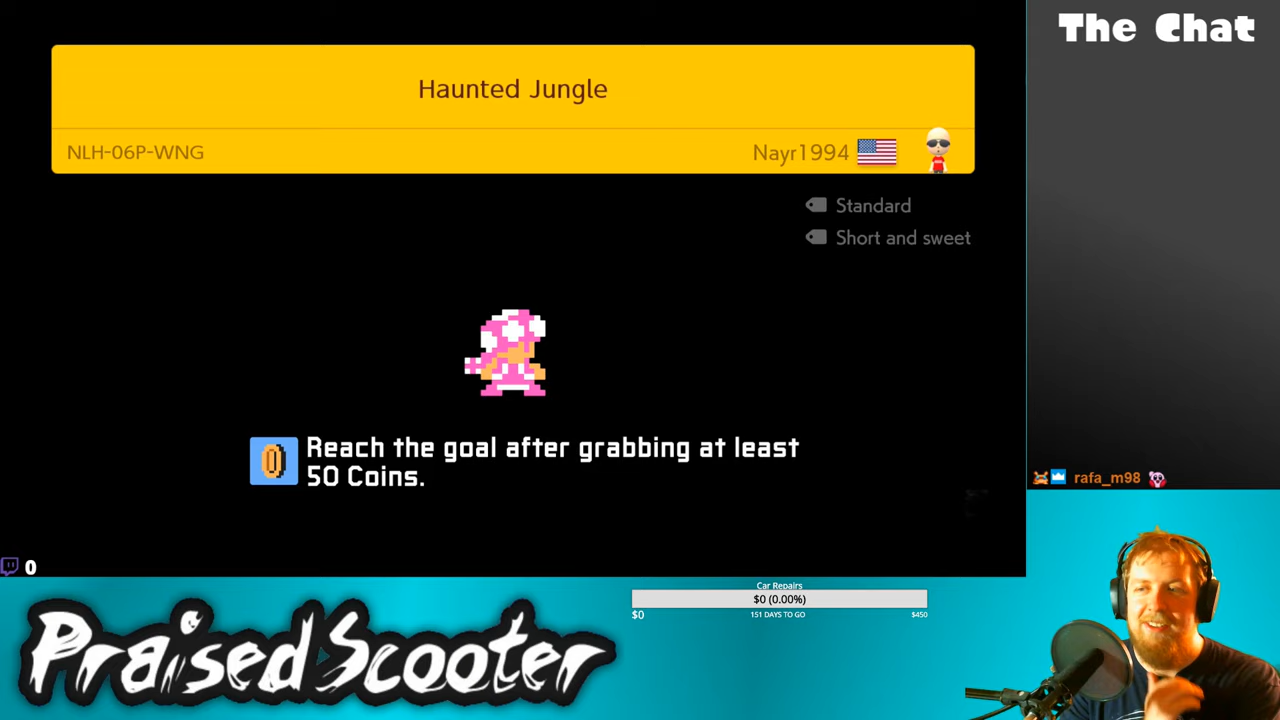 The Chat
Haunted Jungle
NLH-06P-WNG
Nayr1994
Standard
Short and sweet
Reach the goal after grabbing at least
50 Coins.
rafa_m98
0
Car Repairs
$0 (0.00%)
$0
151 DAYS TO GO
$450
PraisedScooter